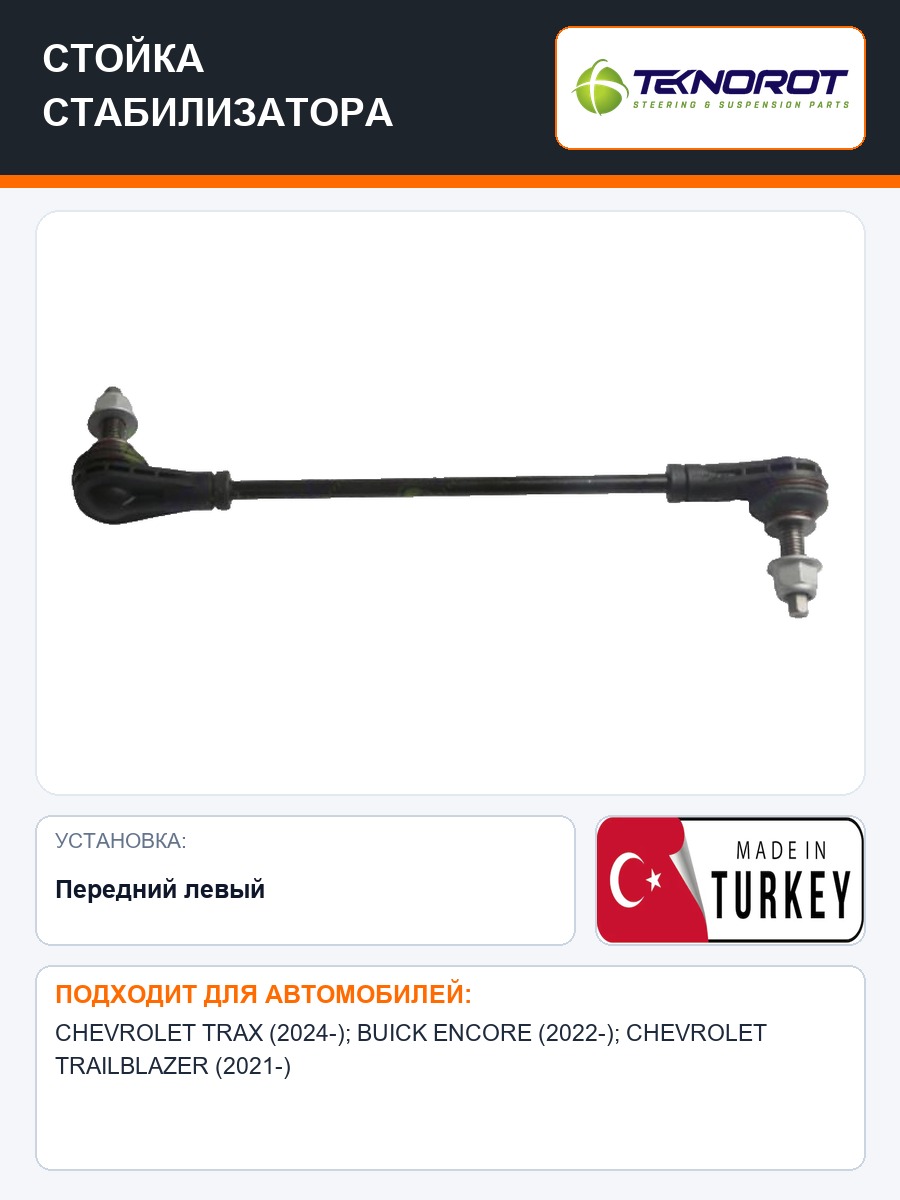 СТОЙКА
СТАБИЛИЗАТОРА
TEKNOROT
STEERING & SUSPENSION PARTS
УСТАНОВКА:
Передний левый
MADE IN
TURKEY
ПОДХОДИТ ДЛЯ АВТОМОБИЛЕЙ:
CHEVROLET TRAX (2024-); BUICK ENCORE (2022-); CHEVROLET
TRAILBLAZER (2021-)